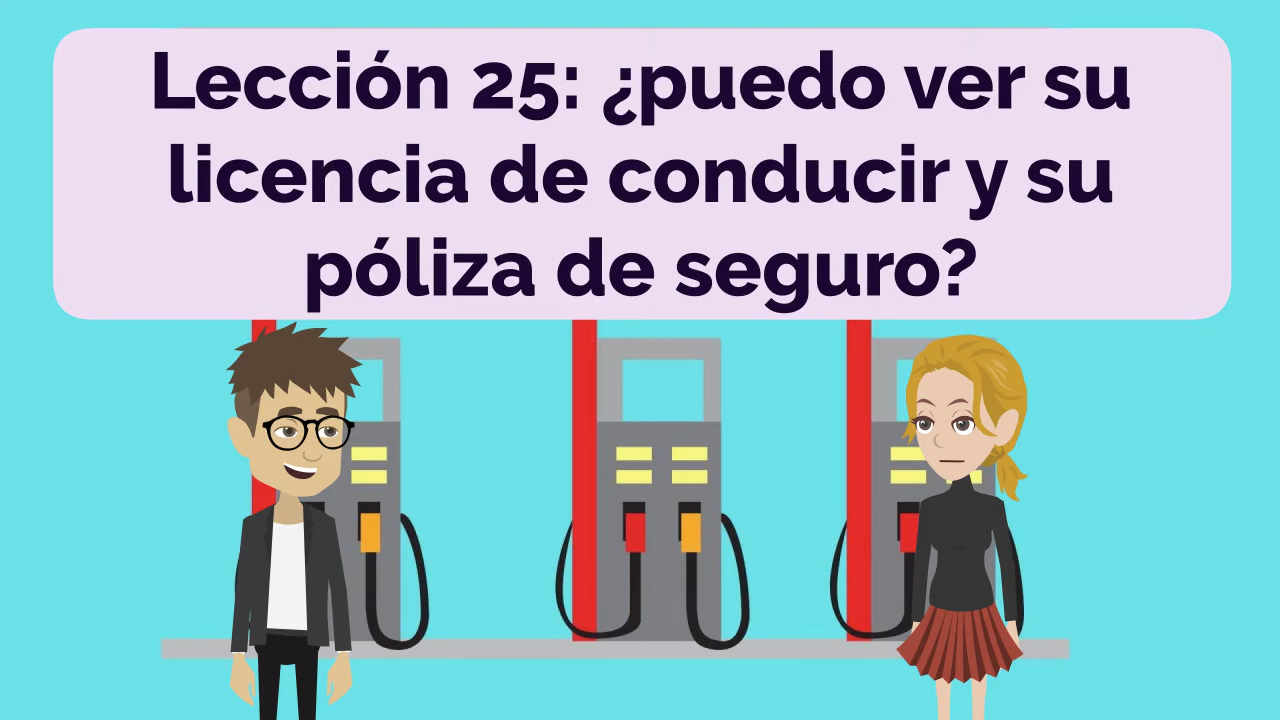 Lección 25: ¿puedo ver su
licencia de conducir y su
póliza de seguro?